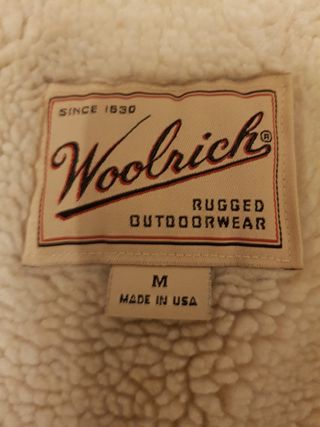 SINCE 1830
Woolrich®
RUGGED
OUTDOORWEAR
M
MADE IN USA